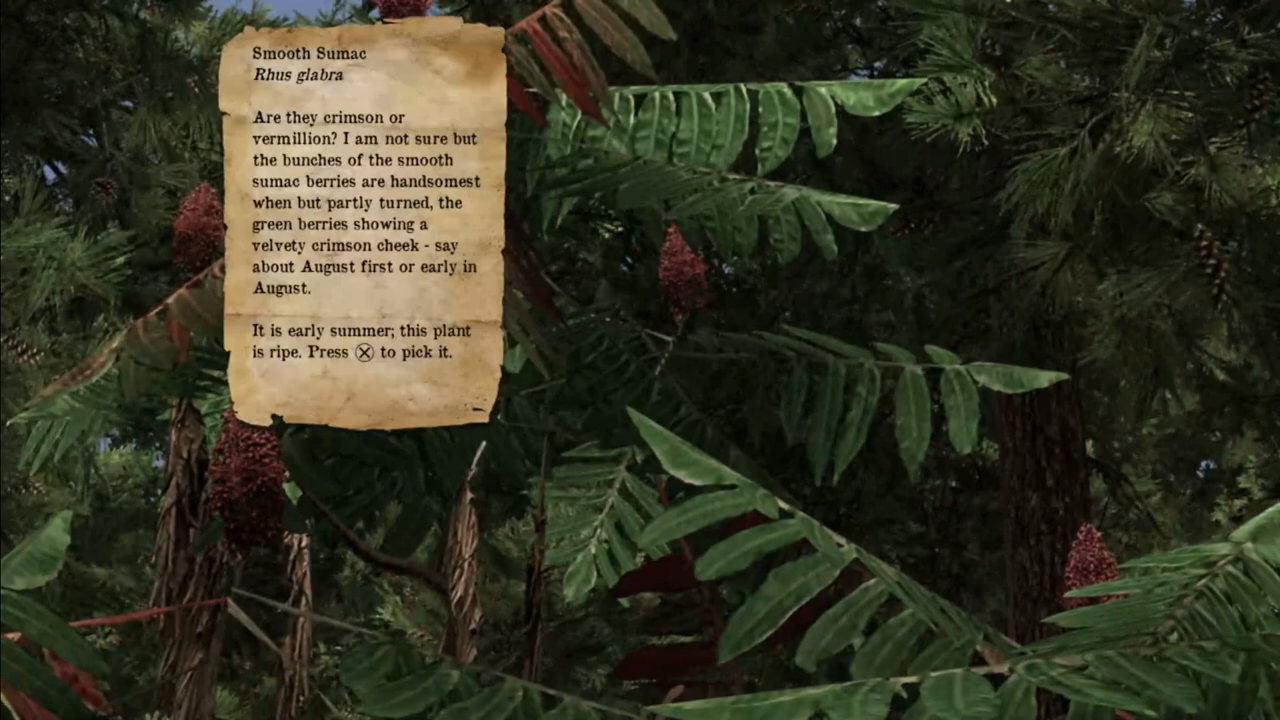 Smooth Sumac
Rhus glabra
Are they crimson or
vermillion? I am not sure but
the bunches of the smooth
sumac berries are handsomest
when but partly turned, the
green berries showing a
velvety crimson cheek - say
about August first or early in
August.
It is early summer; this plant
is ripe. Press ⓧ to pick it.